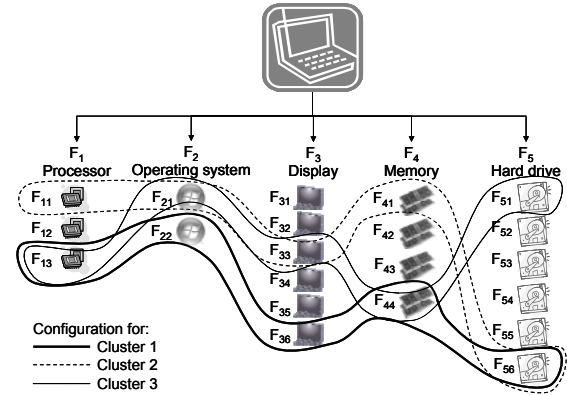 F1 F2 F3 F4 F5
Processor Operating system Display Memory Hard drive
F11 F21 F31 F41 F51
F12 F22 F32 F42 F52
F13 F33 F43 F53
F34 F44 F54
F35 F55
F36 F56
Configuration for:
Cluster 1
Cluster 2
Cluster 3